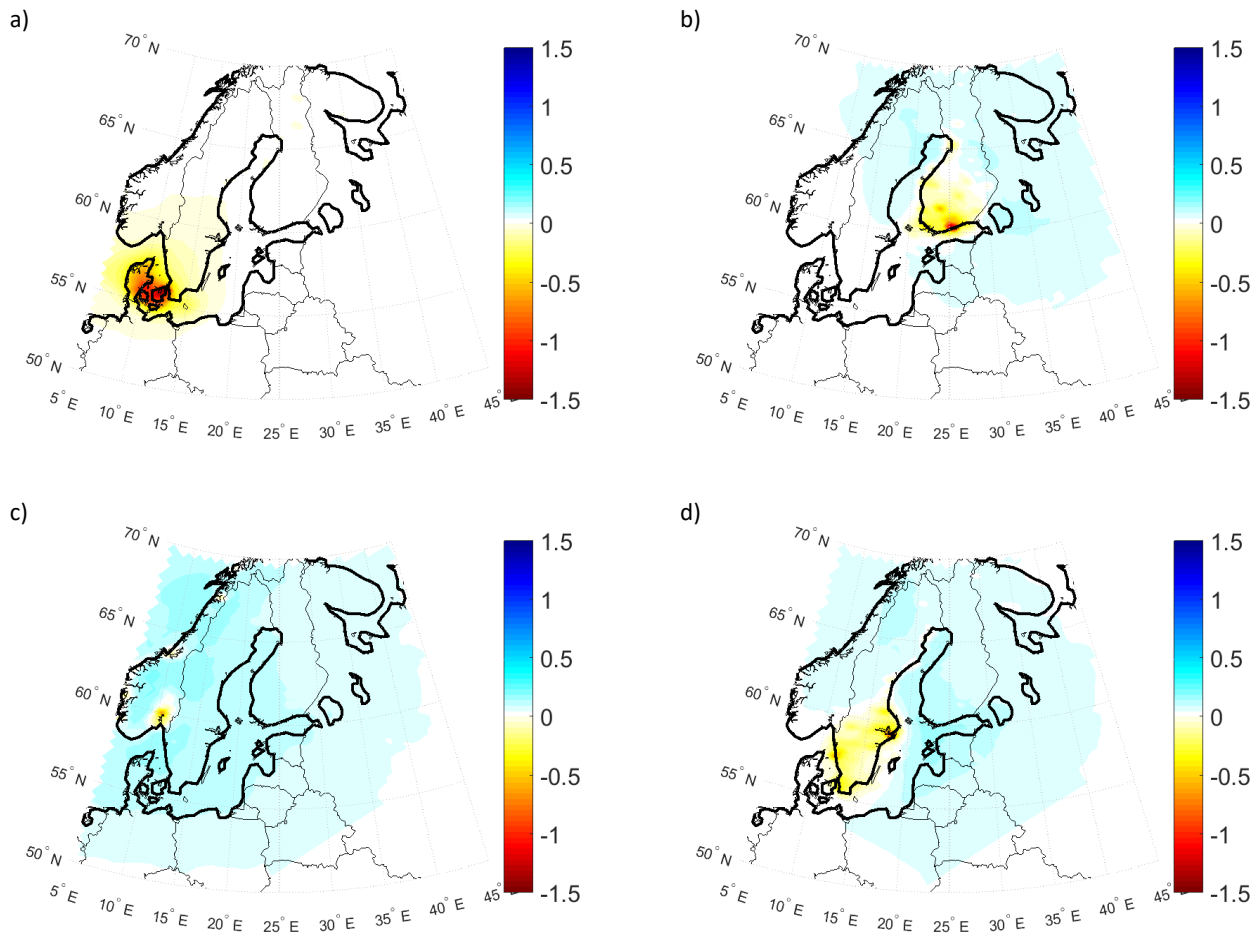 a)
70° N
65° N
60° N
55° N
50° N
5° E
10° E
15° E
20° E
25° E
30° E
35° E
40° E
45°
1.5
1
0.5
0
-0.5
-1
-1.5
b)
70° N
65° N
60° N
55° N
50° N
5° E
10° E
15° E
20° E
25° E
30° E
35° E
40° E
45°
1.5
1
0.5
0
-0.5
-1
-1.5
c)
70° N
65° N
60° N
55° N
50° N
5° E
10° E
15° E
20° E
25° E
30° E
35° E
40° E
45° E
1.5
1
0.5
0
-0.5
-1
-1.5
d)
70° N
65° N
60° N
55° N
50° N
5° E
10° E
15° E
20° E
25° E
30° E
35° E
40° E
45° E
1.5
1
0.5
0
-0.5
-1
-1.5